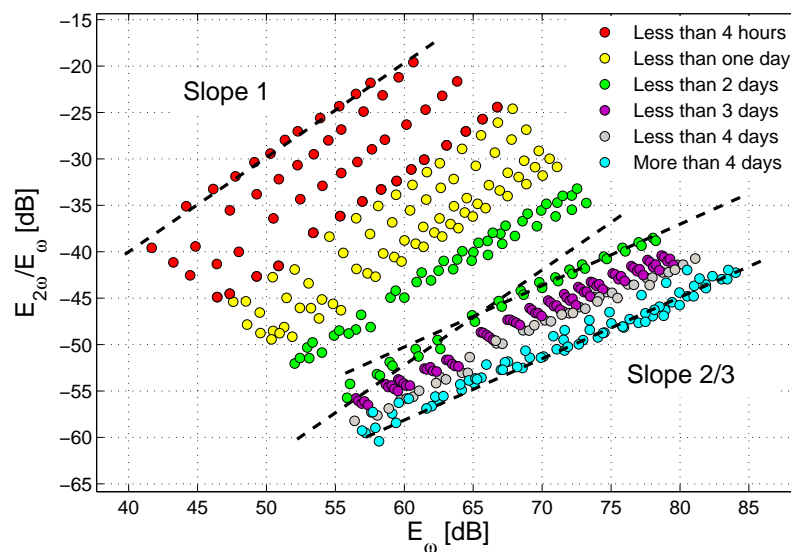 Less than 4 hours
Less than one day
Less than 2 days
Less than 3 days
Less than 4 days
More than 4 days
Slope 1
Slope 2/3
E2ω/Eω [dB]
−15
−20
−25
−30
−35
−40
−45
−50
−55
−60
−65
40 45 50 55 60 65 70 75 80 85
Eω [dB]